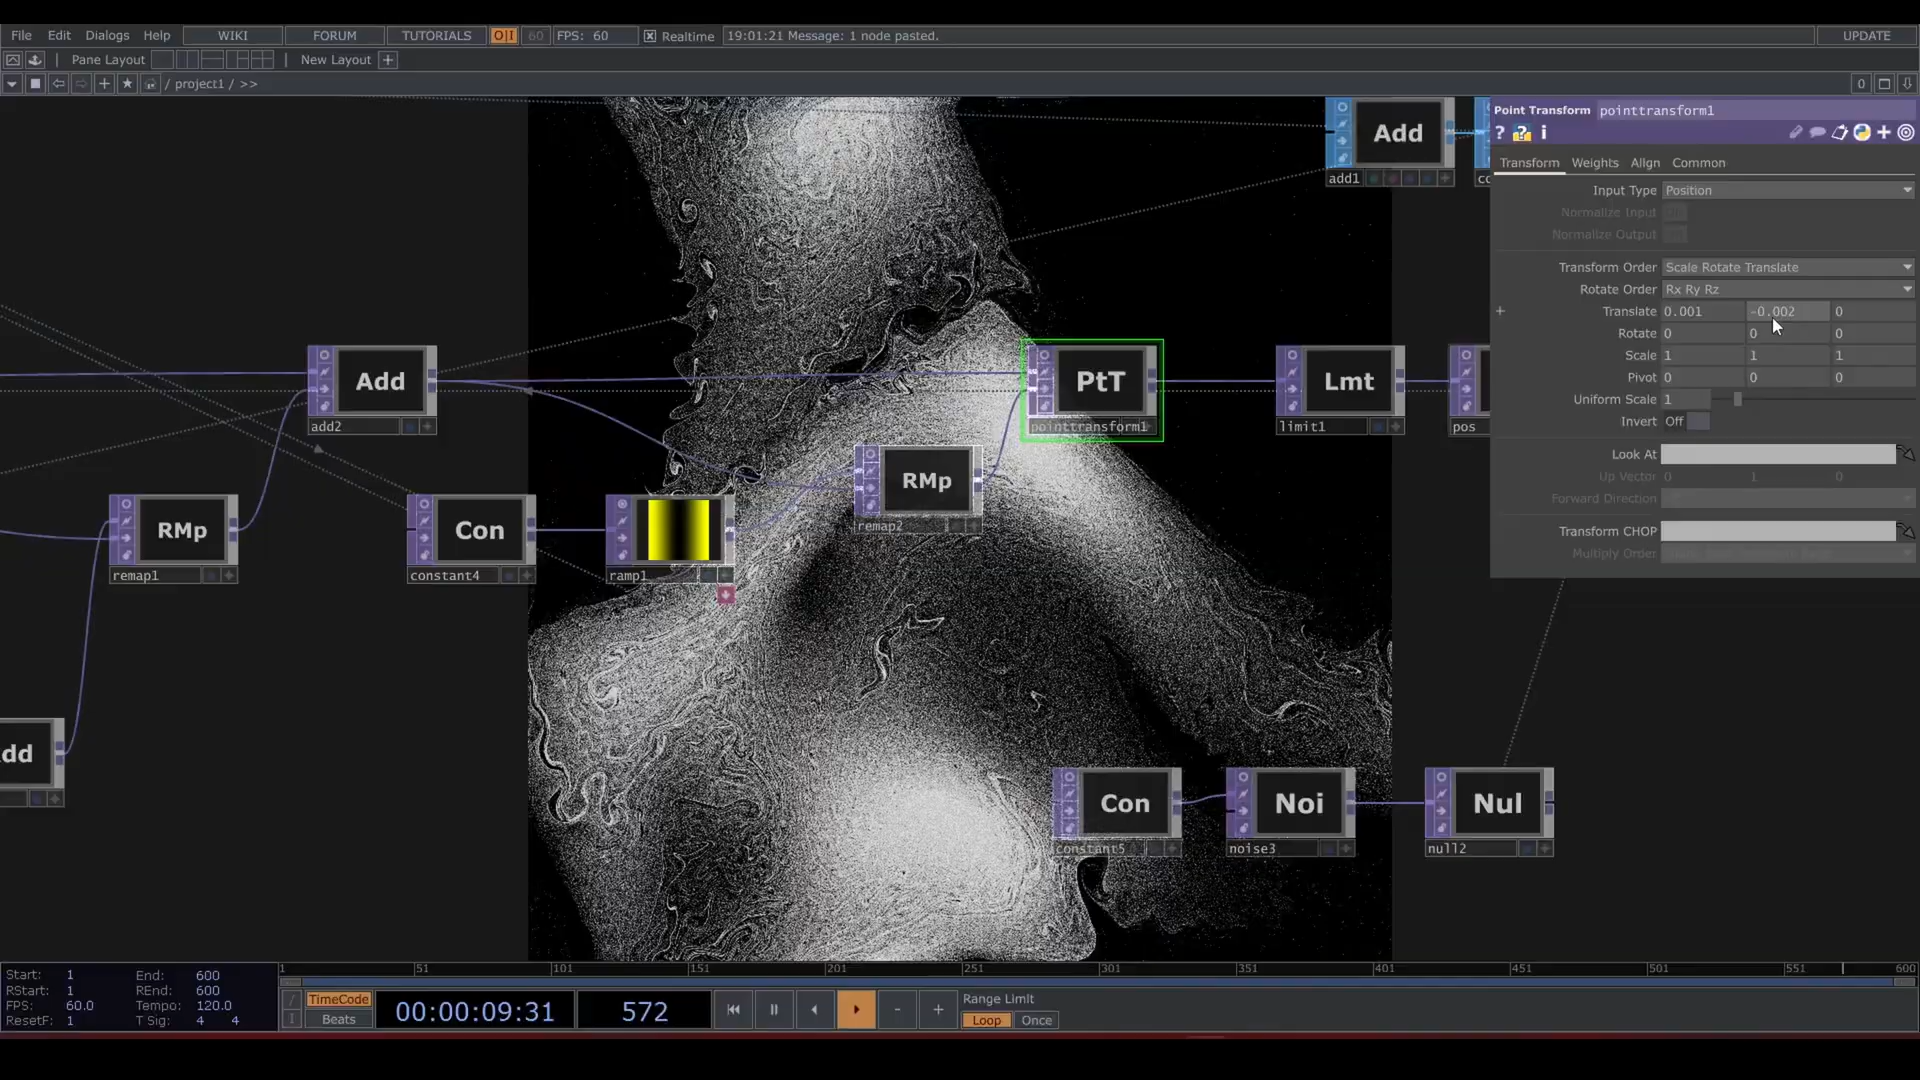 File Edit Dialogs Help WIKI FORUM TUTORIALS O|I 60 FPS: 60 Realtime 19:01:21 Message: 1 node pasted. UPDATE
Pane Layout New Layout +
/ project1 / >> 0
Point Transform pointtransform1
? ? i
Transform Weights Align Common
Input Type Position
Normalize Input
Normalize Output
Transform Order Scale Rotate Translate
Rotate Order Rx Ry Rz
+ Translate 0.001 -0.002 0
Rotate 0 0 0
Scale 1 1 1
Pivot 0 0 0
Uniform Scale 1
Invert Off
Look At
Up Vector 0 1 0
Forward Direction
Transform CHOP
Multiply Order
Add
add1
co
Add
add2
PtT
pointtransform1
Lmt
limit1
pos
RMp
remap2
RMp
remap1
Con
constant4
ramp1
dd
Con
constant5
Noi
noise3
Nul
null2
1 51 101 151 201 251 301 351 401 451 501 551 600
Start: 1 End: 600
RStart: 1 REnd: 600
FPS: 60.0 Tempo: 120.0
ResetF: 1 T Sig: 4 4
TimeCode
Beats
00:00:09:31
572
- +
Range Limit
Loop Once